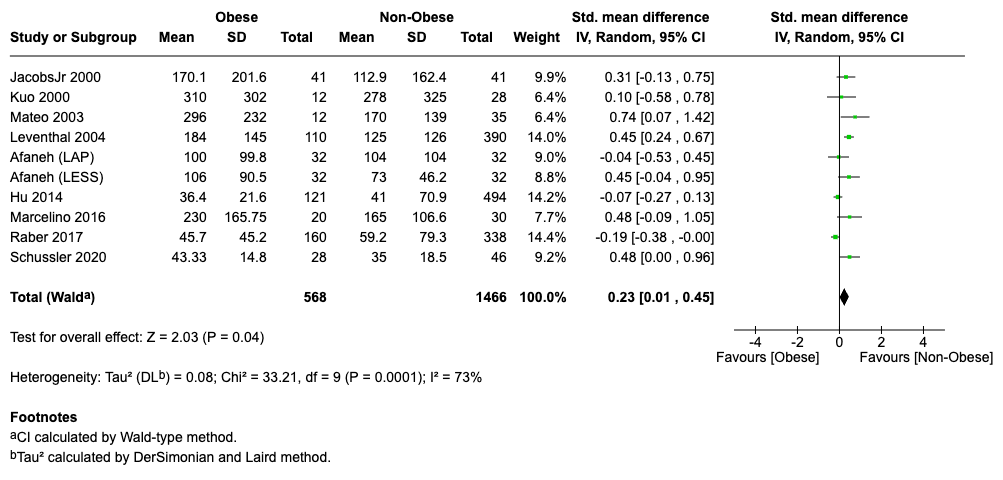 Obese Non-Obese Std. mean difference Std. mean difference
Study or Subgroup Mean SD Total Mean SD Total Weight IV, Random, 95% CI IV, Random, 95% CI
JacobsJr 2000 170.1 201.6 41 112.9 162.4 41 9.9% 0.31 [-0.13 , 0.75]
Kuo 2000 310 302 12 278 325 28 6.4% 0.10 [-0.58 , 0.78]
Mateo 2003 296 232 12 170 139 35 6.4% 0.74 [0.07 , 1.42]
Leventhal 2004 184 145 110 125 126 390 14.0% 0.45 [0.24 , 0.67]
Afaneh (LAP) 100 99.8 32 104 104 32 9.0% -0.04 [-0.53 , 0.45]
Afaneh (LESS) 106 90.5 32 73 46.2 32 8.8% 0.45 [-0.04 , 0.95]
Hu 2014 36.4 21.6 121 41 70.9 494 14.2% -0.07 [-0.27 , 0.13]
Marcelino 2016 230 165.75 20 165 106.6 30 7.7% 0.48 [-0.09 , 1.05]
Raber 2017 45.7 45.2 160 59.2 79.3 338 14.4% -0.19 [-0.38 , -0.00]
Schussler 2020 43.33 14.8 28 35 18.5 46 9.2% 0.48 [0.00 , 0.96]
Total (Waldᵃ) 568 1466 100.0% 0.23 [0.01 , 0.45]
Test for overall effect: Z = 2.03 (P = 0.04)
-4 -2 0 2 4
Favours [Obese] Favours [Non-Obese]
Heterogeneity: Tau² (DLᵇ) = 0.08; Chi² = 33.21, df = 9 (P = 0.0001); I² = 73%
Footnotes
ᵃCI calculated by Wald-type method.
ᵇTau² calculated by DerSimonian and Laird method.